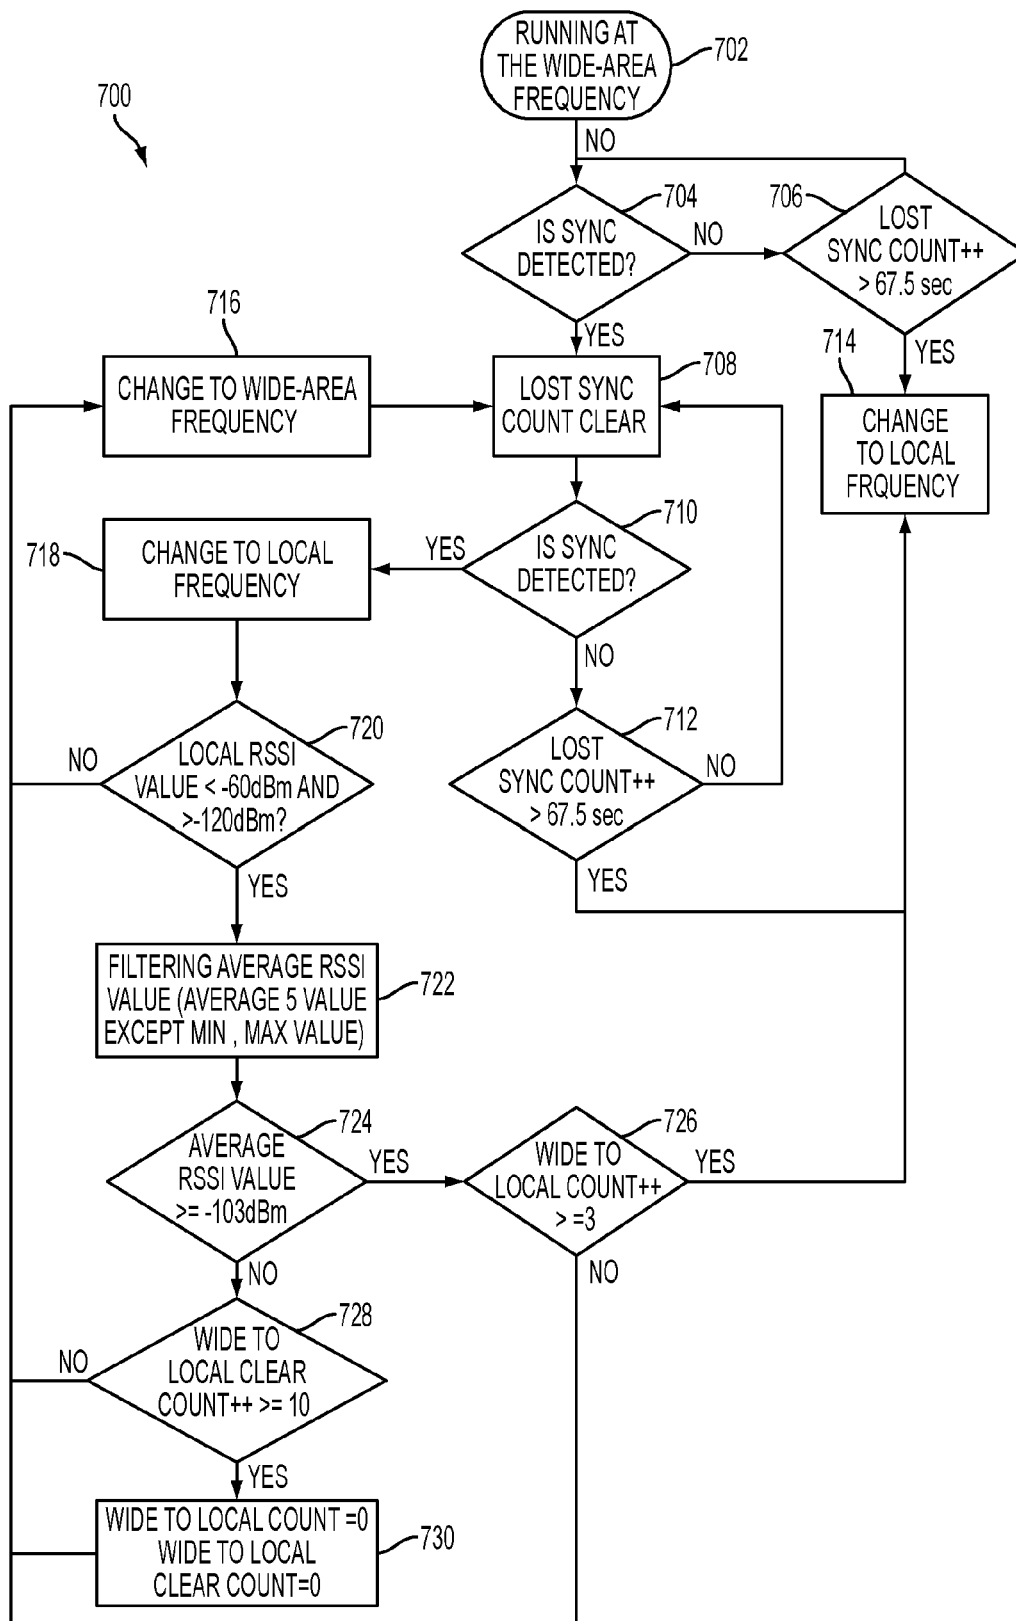 RUNNING AT
THE WIDE-AREA
FREQUENCY
702
700
NO
704
706
IS SYNC
DETECTED?
NO
LOST
SYNC COUNT++
> 67.5 sec
716
YES
708
714
YES
CHANGE TO WIDE-AREA
FREQUENCY
LOST SYNC
COUNT CLEAR
CHANGE
TO LOCAL
FRQUENCY
710
718
CHANGE TO LOCAL
FREQUENCY
YES
IS SYNC
DETECTED?
NO
720
712
NO
LOCAL RSSI
VALUE < -60dBm AND
>-120dBm?
LOST
SYNC COUNT++
> 67.5 sec
NO
YES
YES
FILTERING AVERAGE RSSI
VALUE (AVERAGE 5 VALUE
EXCEPT MIN , MAX VALUE)
722
724
726
AVERAGE
RSSI VALUE
>= -103dBm
YES
WIDE TO
LOCAL COUNT++
> =3
YES
NO
NO
728
NO
WIDE TO
LOCAL CLEAR
COUNT++ >= 10
YES
WIDE TO LOCAL COUNT =0
WIDE TO LOCAL
CLEAR COUNT=0
730